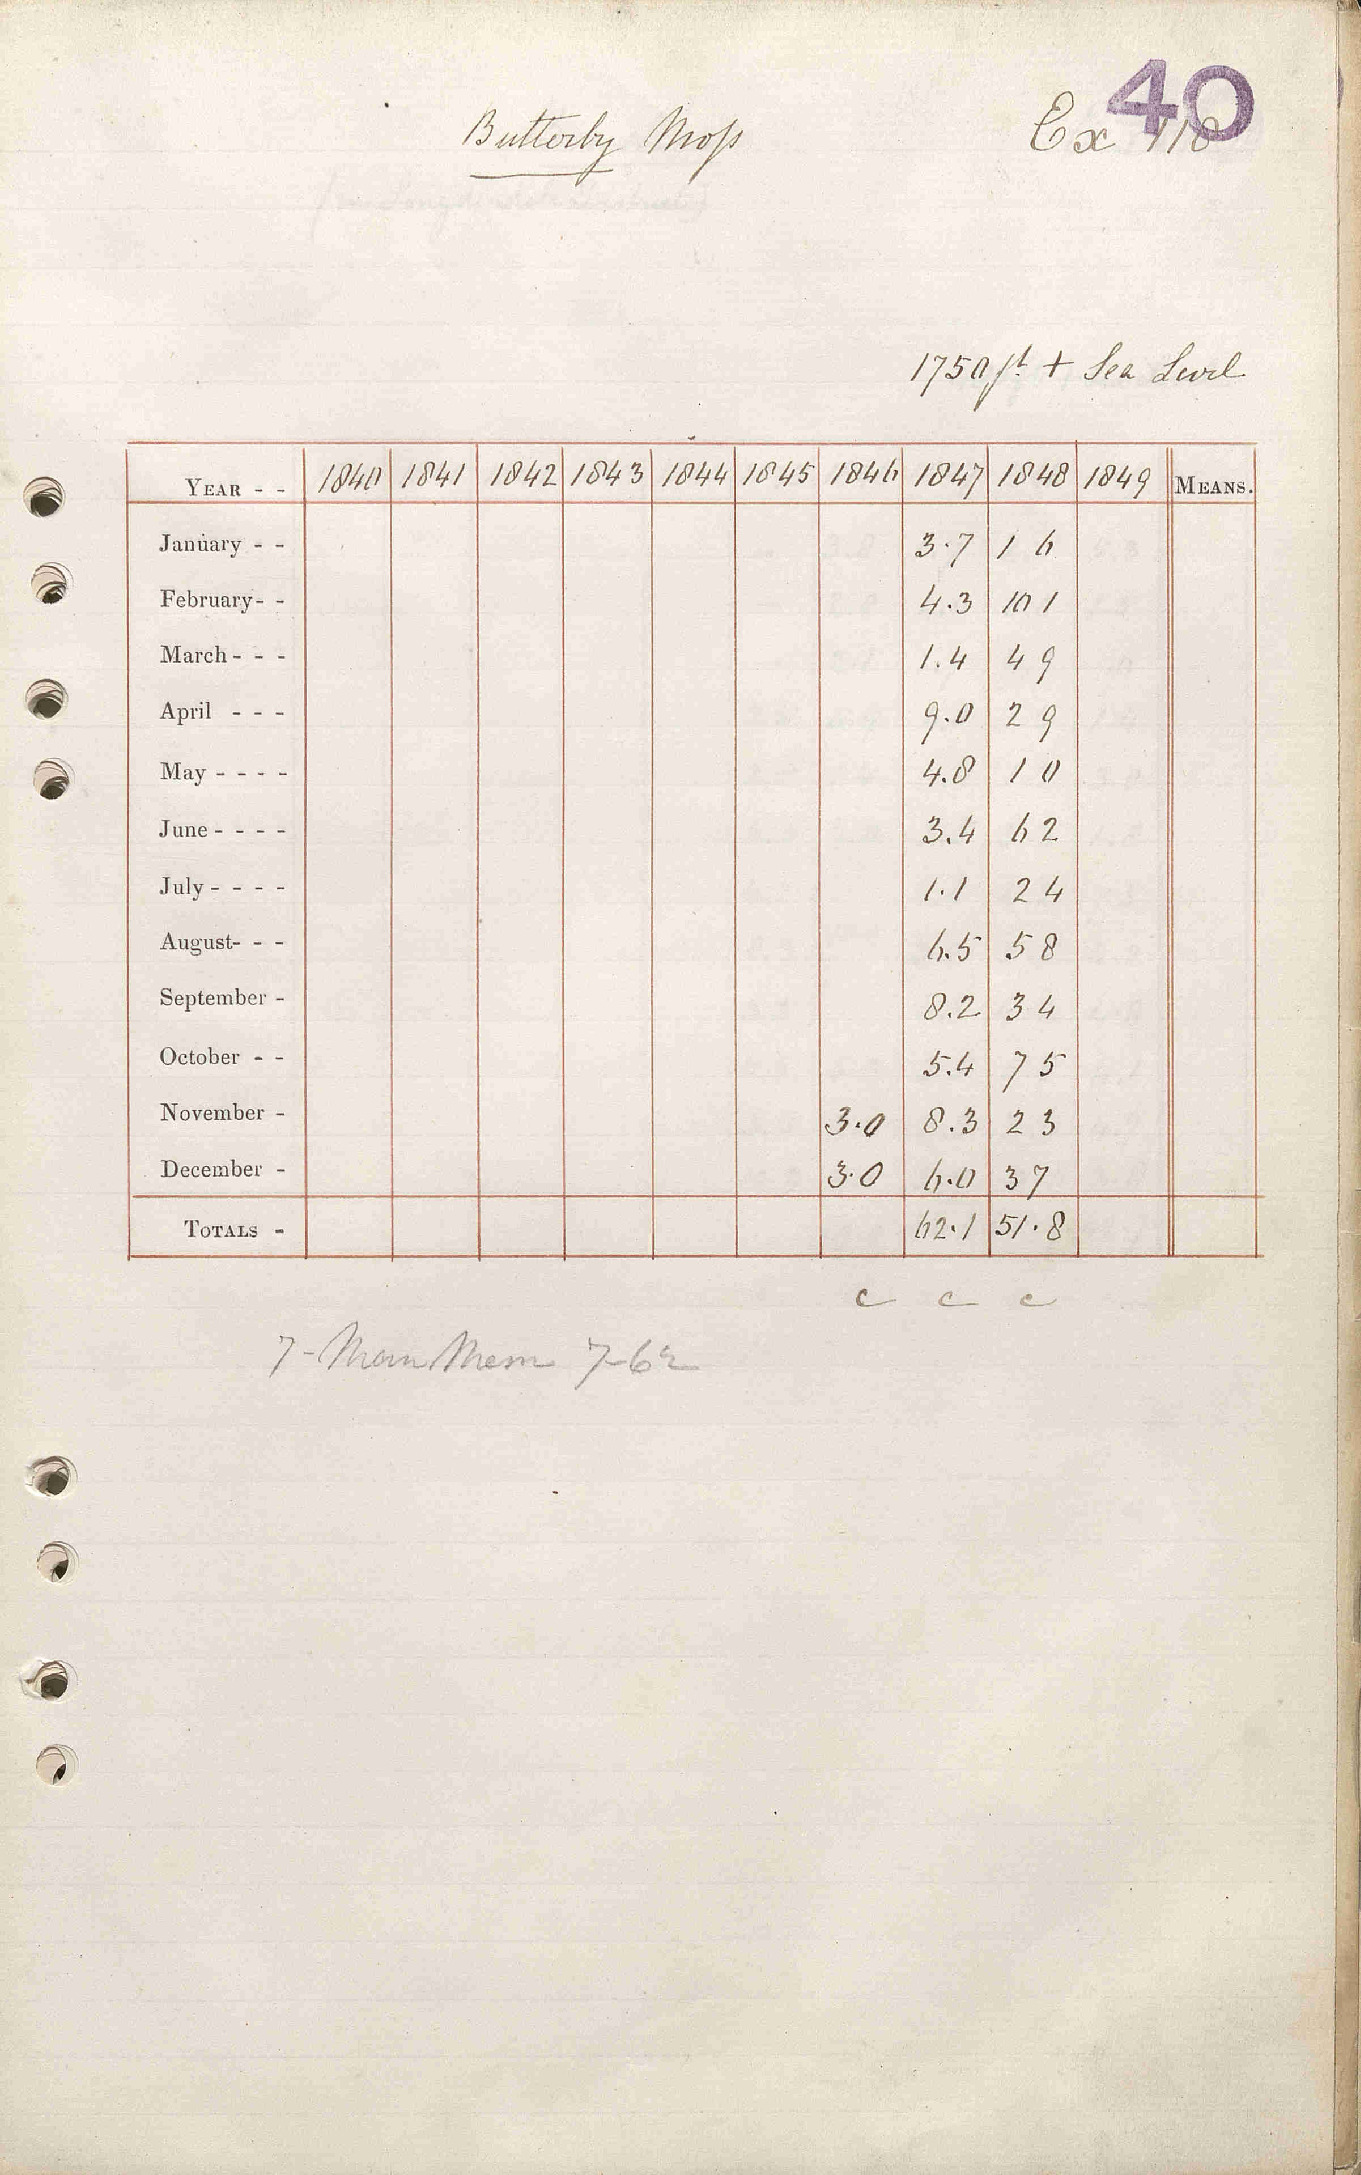 40
Butterby Moss Ex 118
1750 ft + Sea Level
YEAR - - 1840 1841 1842 1843 1844 1845 1846 1847 1848 1849 MEANS.
January - - 3.7 1 6
February - - 4.3 10 1
March - - - 1.4 4 9
April - - - 9.0 2 9
May - - - - 4.8 1 0
June - - - - 3.4 6 2
July - - - - 1.1 2 4
August - - - 6.5 5 8
September - 8.2 3 4
October - - 5.4 7 5
November - 3.0 8.3 2 3
December - 3.0 6.0 3 7
TOTALS - 62.1 51.8
c c c
7-Mem 7-62